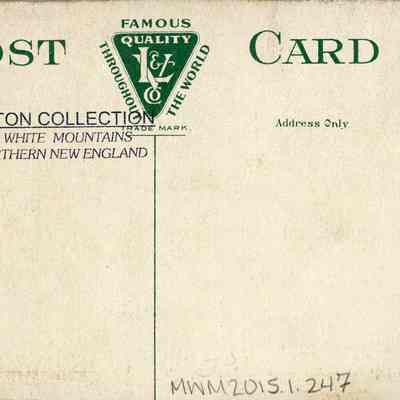 OST CARD
FAMOUS
QUALITY
THROUGHOUT THE WORLD
L & Z
Co
TRADE MARK.
TON COLLECTION
WHITE MOUNTAINS
THERN NEW ENGLAND
Address Only
MWM2015.1.247